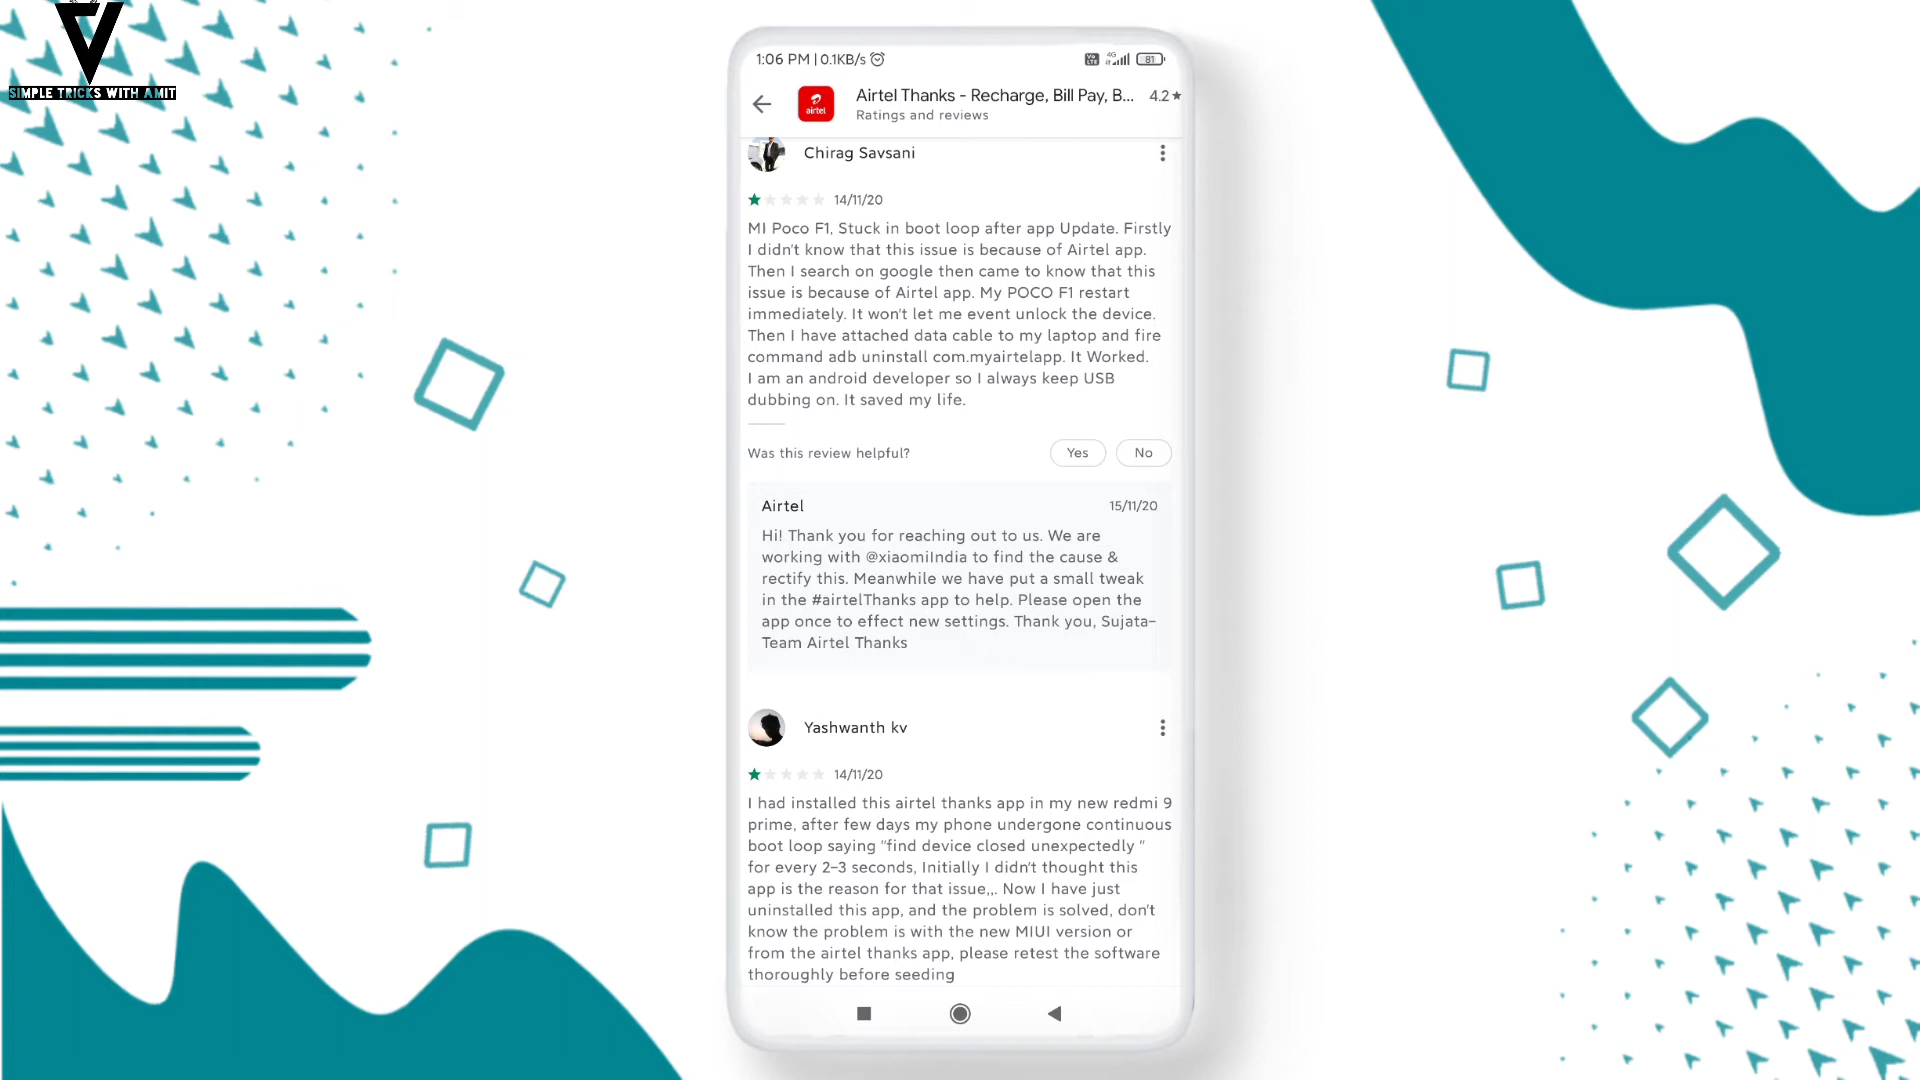 SIMPLE TRICKS WITH AMIT
1:06 PM | 0.1KB/s
4G
81
Airtel Thanks - Recharge, Bill Pay, B... 4.2★
airtel
Ratings and reviews
Chirag Savsani
14/11/20
MI Poco F1, Stuck in boot loop after app Update. Firstly
I didn't know that this issue is because of Airtel app.
Then I search on google then came to know that this
issue is because of Airtel app. My POCO F1 restart
immediately. It won't let me event unlock the device.
Then I have attached data cable to my laptop and fire
command adb uninstall com.myairtelapp. It Worked.
I am an android developer so I always keep USB
dubbing on. It saved my life.
Was this review helpful? Yes No
Airtel 15/11/20
Hi! Thank you for reaching out to us. We are
working with @xiaomiIndia to find the cause &
rectify this. Meanwhile we have put a small tweak
in the #airtelThanks app to help. Please open the
app once to effect new settings. Thank you, Sujata-
Team Airtel Thanks
Yashwanth kv
14/11/20
I had installed this airtel thanks app in my new redmi 9
prime, after few days my phone undergone continuous
boot loop saying "find device closed unexpectedly "
for every 2-3 seconds, Initially I didn't thought this
app is the reason for that issue,,. Now I have just
uninstalled this app, and the problem is solved, don't
know the problem is with the new MIUI version or
from the airtel thanks app, please retest the software
thoroughly before seeding